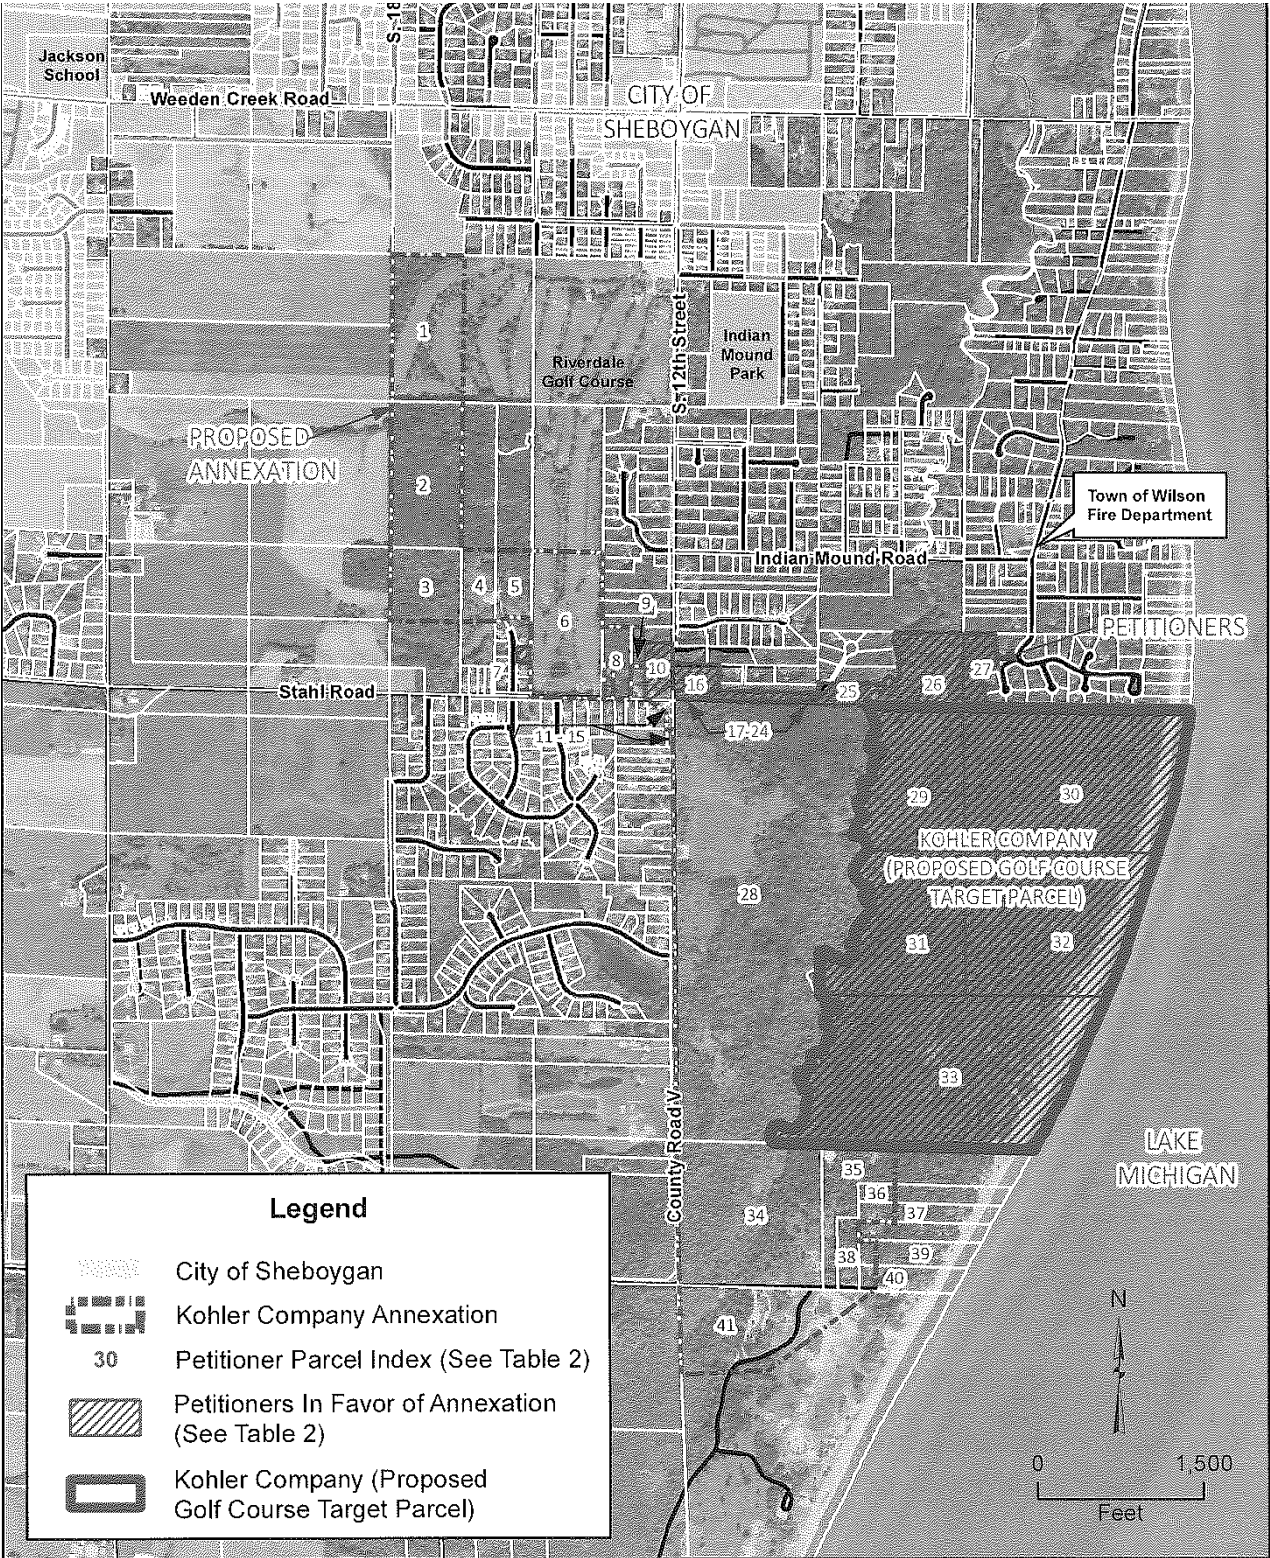 Jackson
School
S. 18
Weeden Creek Road
CITY OF
SHEBOYGAN
1
Riverdale
Golf Course
S. 12th Street
Indian
Mound
Park
PROPOSED
ANNEXATION
2
Town of Wilson
Fire Department
Indian Mound Road
3
4
5
6
9
PETITIONERS
7
8
10
16
25
26
27
Stahl Road
11 - 15
17-24
29
30
KOHLER COMPANY
(PROPOSED GOLF COURSE
TARGET PARCEL)
28
31
32
33
County Road V
LAKE
MICHIGAN
35
36
37
34
38
39
40
41
Legend
City of Sheboygan
Kohler Company Annexation
30 Petitioner Parcel Index (See Table 2)
Petitioners In Favor of Annexation
(See Table 2)
Kohler Company (Proposed
Golf Course Target Parcel)
N
0 1,500
Feet